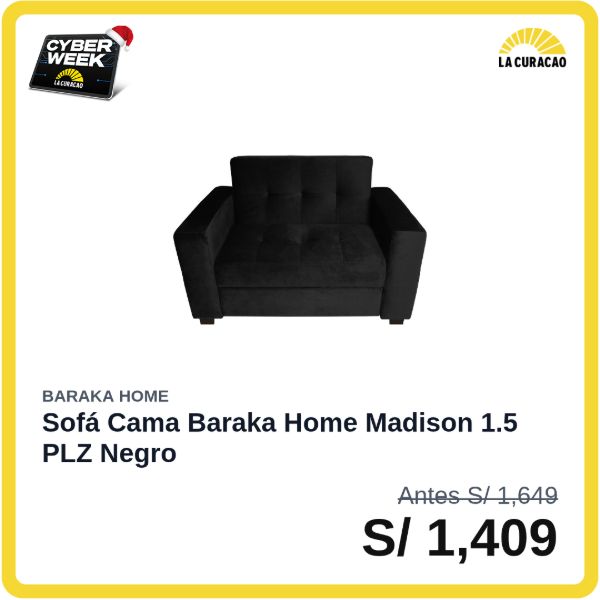 CYBER
WEEK
LA CURACAO
LA CURACAO
BARAKA HOME
Sofá Cama Baraka Home Madison 1.5
PLZ Negro
Antes S/ 1,649
S/ 1,409